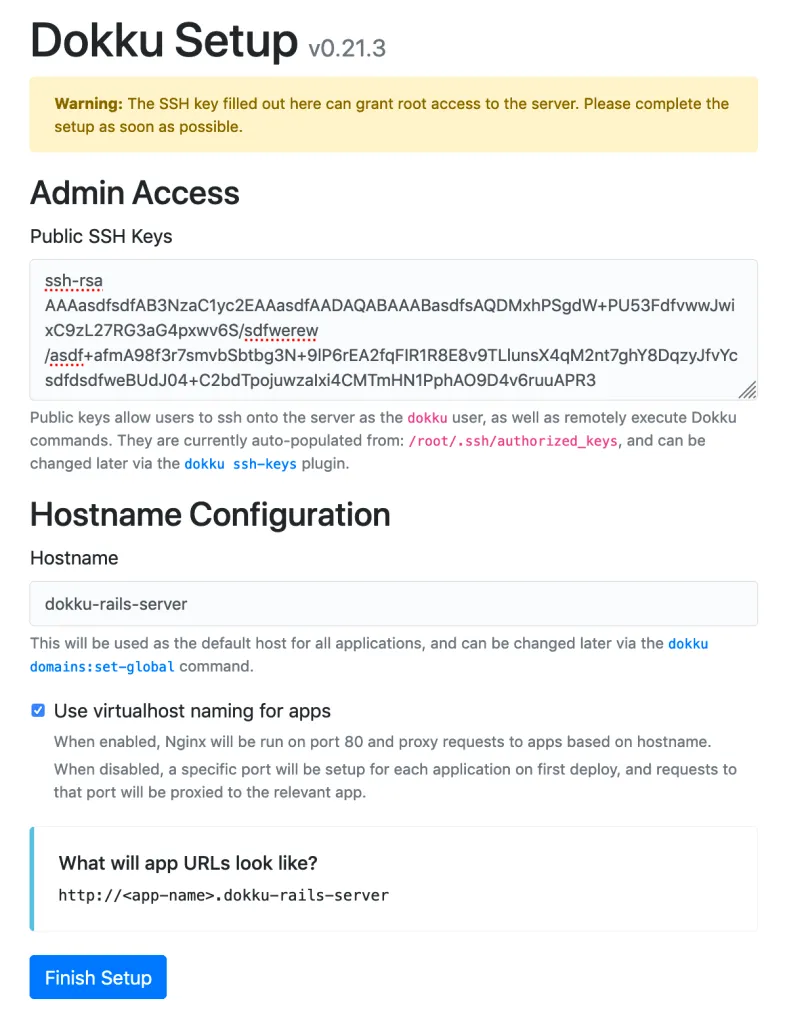 Dokku Setup v0.21.3
Warning: The SSH key filled out here can grant root access to the server. Please complete the
setup as soon as possible.
Admin Access
Public SSH Keys
ssh-rsa
AAAasdfsdfAB3NzaC1yc2EAAasdfAADAQABAAABasdfsAQDMxhPSgdW+PU53FdfvwwJwi
xC9zL27RG3aG4pxwv6S/sdfwerew
/asdf+afmA98f3r7smvbSbtbg3N+9lP6rEA2fqFIR1R8E8v9TLlunsX4qM2nt7ghY8DqzyJfvYc
sdfdsdfweBUdJ04+C2bdTpojuwzaIxi4CMTmHN1PphAO9D4v6ruuAPR3
Public keys allow users to ssh onto the server as the dokku user, as well as remotely execute Dokku
commands. They are currently auto-populated from: /root/.ssh/authorized_keys, and can be
changed later via the dokku ssh-keys plugin.
Hostname Configuration
Hostname
dokku-rails-server
This will be used as the default host for all applications, and can be changed later via the dokku
domains:set-global command.
Use virtualhost naming for apps
When enabled, Nginx will be run on port 80 and proxy requests to apps based on hostname.
When disabled, a specific port will be setup for each application on first deploy, and requests to
that port will be proxied to the relevant app.
What will app URLs look like?
http://<app-name>.dokku-rails-server
Finish Setup